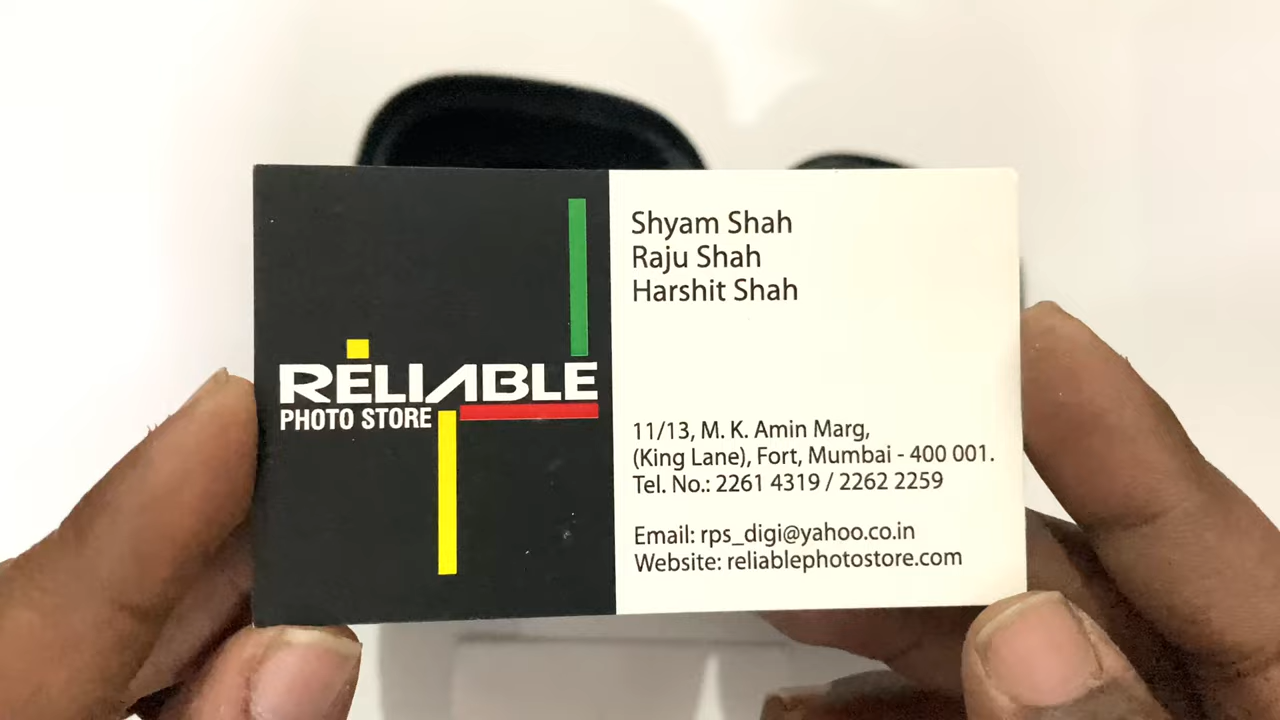 RELIABLE
PHOTO STORE
Shyam Shah
Raju Shah
Harshit Shah
11/13, M. K. Amin Marg,
(King Lane), Fort, Mumbai - 400 001.
Tel. No.: 2261 4319 / 2262 2259
Email: rps_digi@yahoo.co.in
Website: reliablephotostore.com